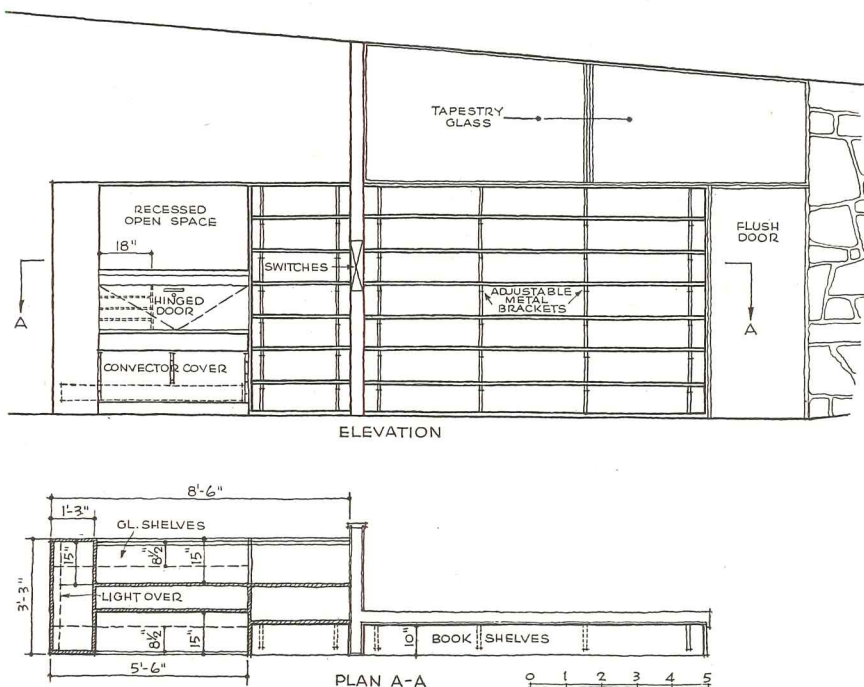 TAPESTRY
GLASS
RECESSED
OPEN SPACE
FLUSH
DOOR
18"
SWITCHES
HINGED
DOOR
ADJUSTABLE
METAL
BRACKETS
A
A
CONVECTOR COVER
ELEVATION
8'-6"
1'-3"
GL. SHELVES
15"
8½
15"
3'-3"
LIGHT OVER
8½
15"
10"
BOOK SHELVES
5'-6"
PLAN A-A
0 1 2 3 4 5